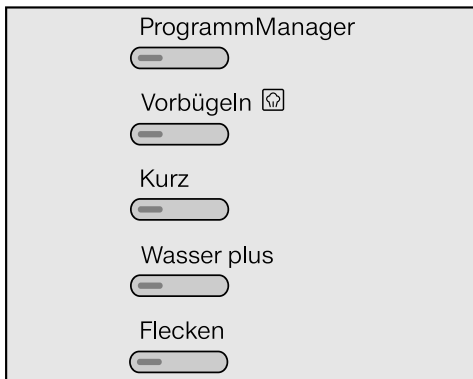 ProgrammManager
Vorbügeln
Kurz
Wasser plus
Flecken